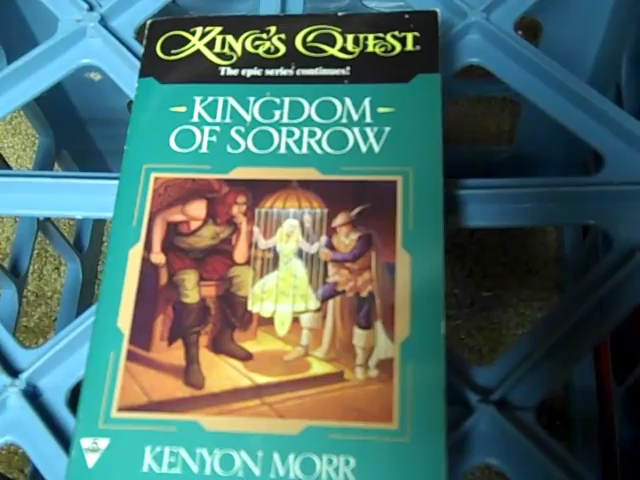 KING'S QUEST
The epic series continues!
KINGDOM
OF SORROW
KENYON MORR